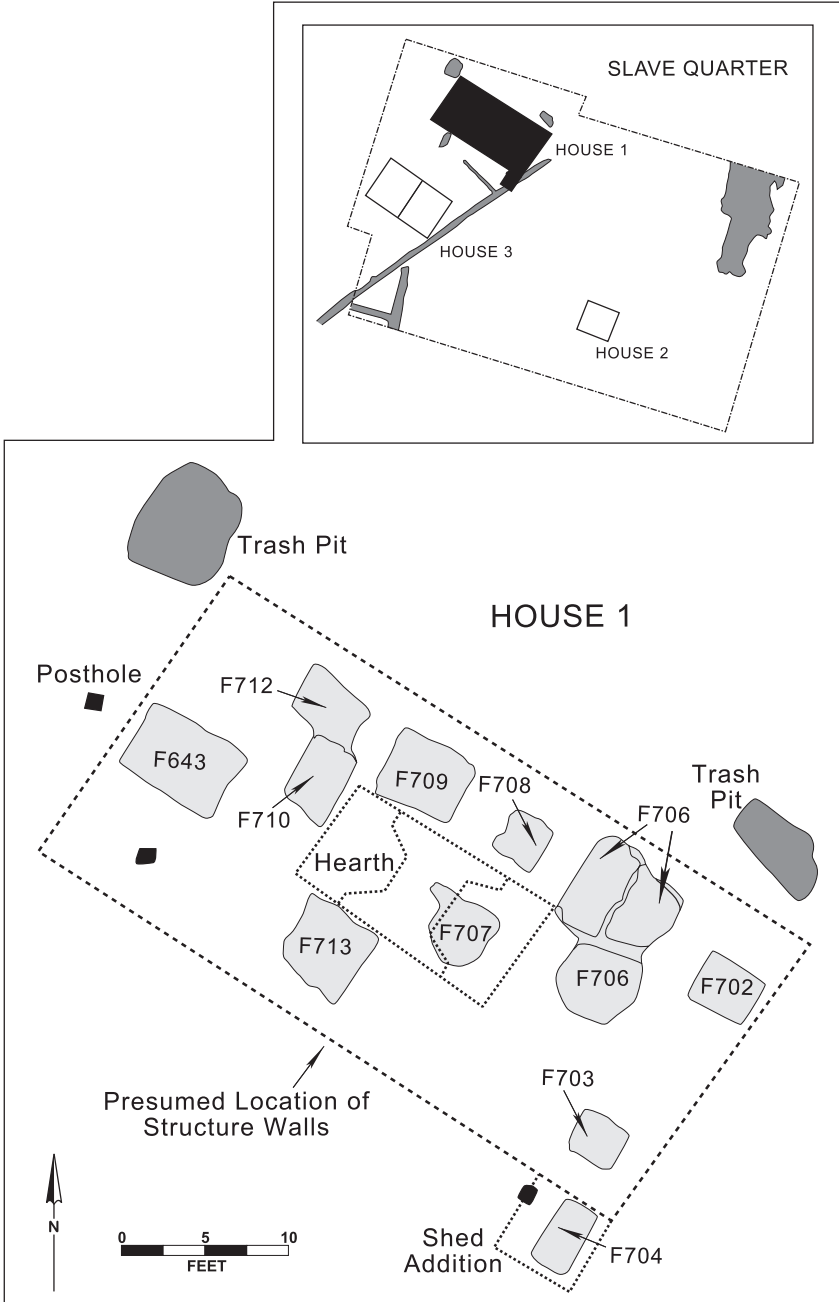 SLAVE QUARTER
HOUSE 1
HOUSE 3
HOUSE 2
Trash Pit
HOUSE 1
Posthole
F712
F643
F709
F708
Trash
Pit
F710
F706
Hearth
F713
F707
F706
F702
F703
Presumed Location of
Structure Walls
N
0 5 10
FEET
Shed
Addition
F704